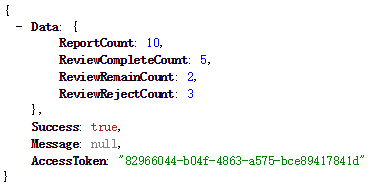 {
- Data: {
ReportCount: 10,
ReviewCompleteCount: 5,
ReviewRemainCount: 2,
ReviewRejectCount: 3
},
Success: true,
Message: null,
AccessToken: "82966044-b04f-4863-a575-bce89417841d"
}